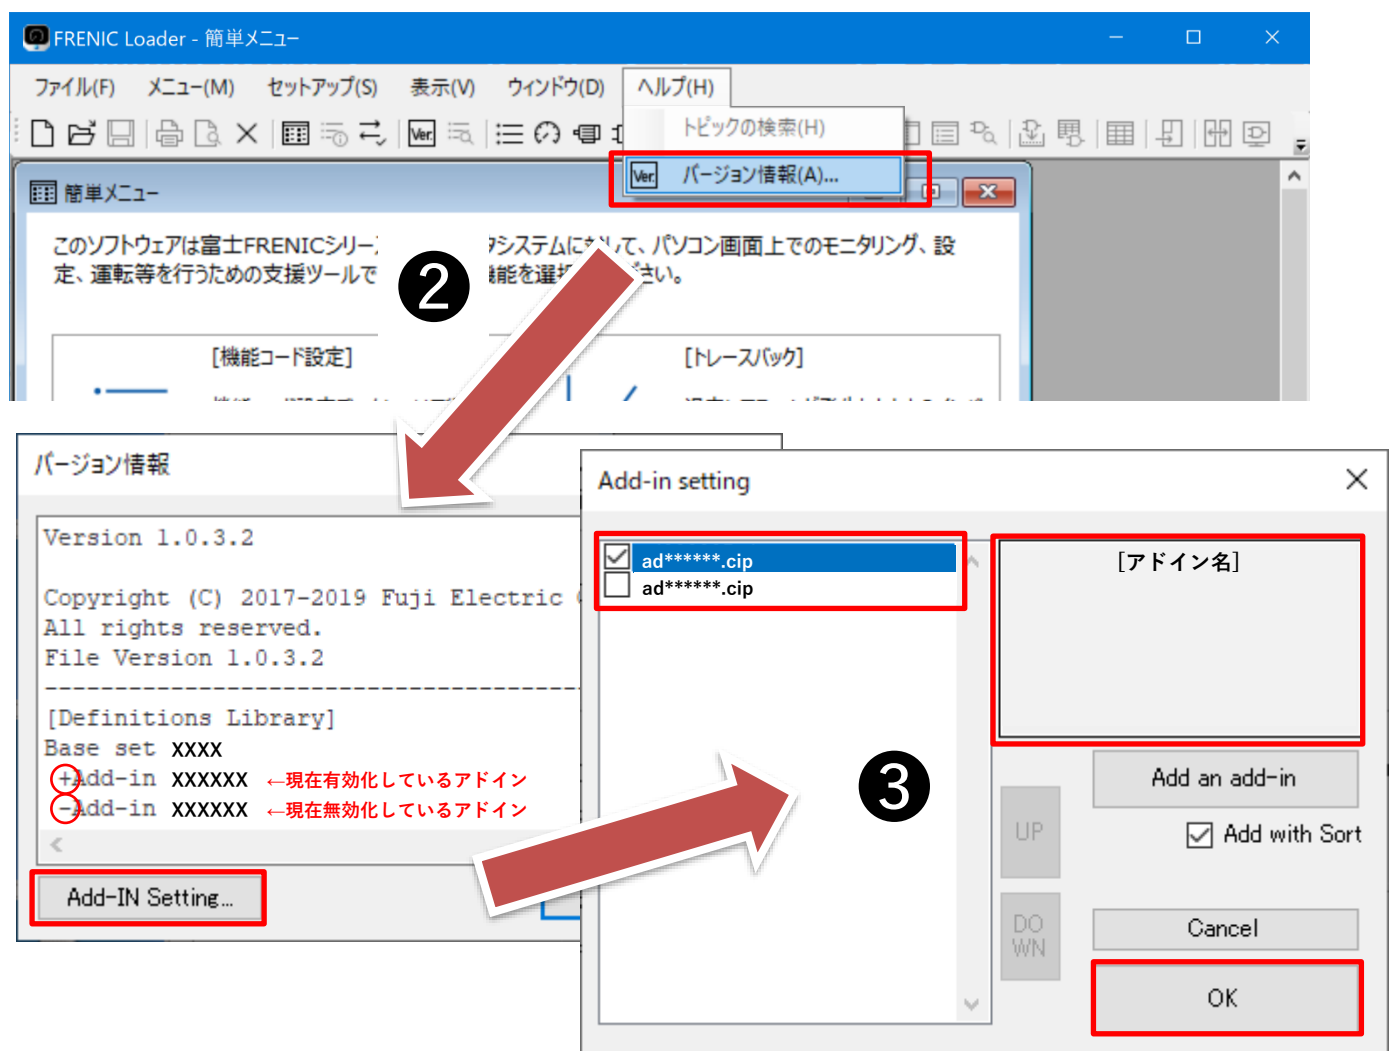 FRENIC Loader - 簡単メニュー
ファイル(F) メニュー(M) セットアップ(S) 表示(V) ウィンドウ(D) ヘルプ(H)
トピックの検索(H)
Ver.
Ver. バージョン情報(A)...
簡単メニュー
このソフトウェアは富士FRENICシリー システムに して、パソコン画面上でのモニタリング、設
定、運転等を行うための支援ツールで 機能を選 さい。
❷
[機能コード設定] [トレースバック]
バージョン情報
Version 1.0.3.2
Copyright (C) 2017-2019 Fuji Electric
All rights reserved.
File Version 1.0.3.2
--------------------------------------
[Definitions Library]
Base set XXXX
+Add-in XXXXXX ←現在有効化しているアドイン
-Add-in XXXXXX ←現在無効化しているアドイン
Add-IN Setting...
Add-in setting
ad******.cip
ad******.cip
[アドイン名]
❸
Add an add-in
UP
Add with Sort
DO
WN
Cancel
OK